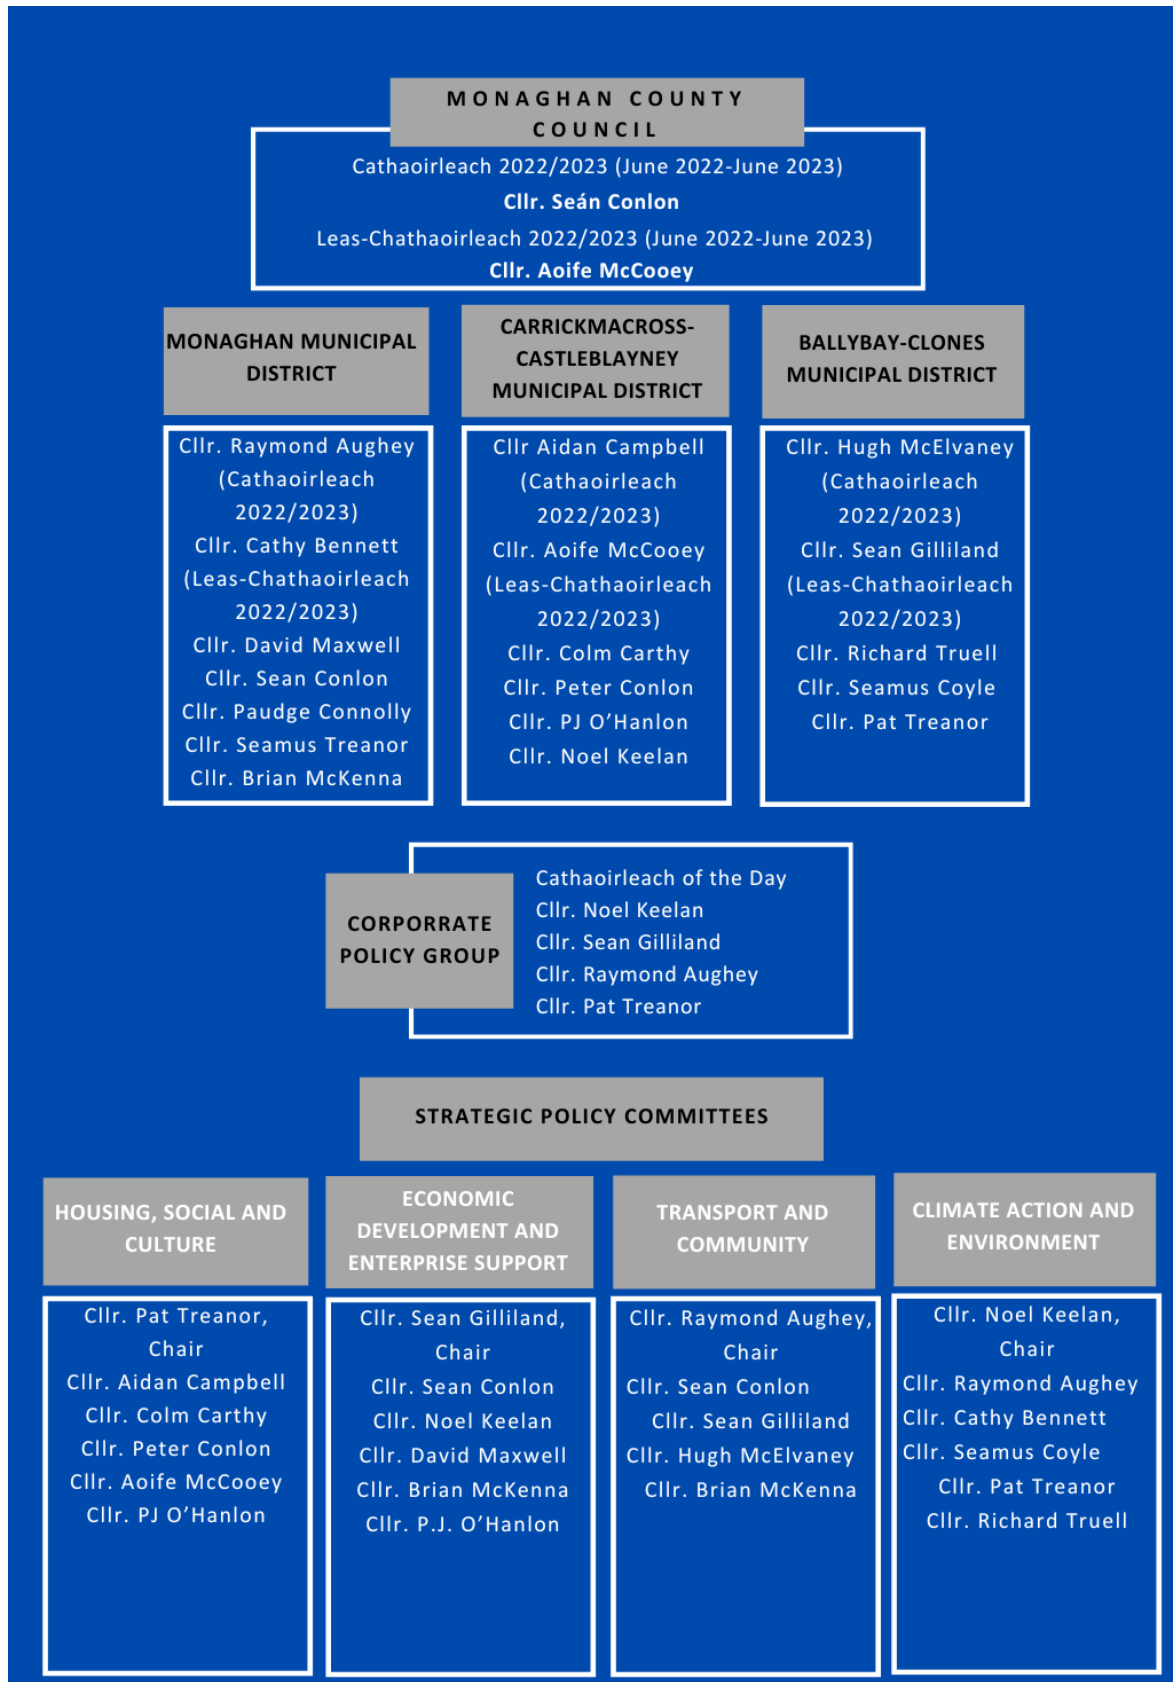 MONAGHAN COUNTY
COUNCIL
Cathaoirleach 2022/2023 (June 2022-June 2023)
Cllr. Seán Conlon
Leas-Chathaoirleach 2022/2023 (June 2022-June 2023)
Cllr. Aoife McCooey
MONAGHAN MUNICIPAL
DISTRICT
Cllr. Raymond Aughey
(Cathaoirleach
2022/2023)
Cllr. Cathy Bennett
(Leas-Chathaoirleach
2022/2023)
Cllr. David Maxwell
Cllr. Sean Conlon
Cllr. Paudge Connolly
Cllr. Seamus Treanor
Cllr. Brian McKenna
CARRICKMACROSS-
CASTLEBLAYNEY
MUNICIPAL DISTRICT
Cllr Aidan Campbell
(Cathaoirleach
2022/2023)
Cllr. Aoife McCooey
(Leas-Chathaoirleach
2022/2023)
Cllr. Colm Carthy
Cllr. Peter Conlon
Cllr. PJ O’Hanlon
Cllr. Noel Keelan
BALLYBAY-CLONES
MUNICIPAL DISTRICT
Cllr. Hugh McElvaney
(Cathaoirleach
2022/2023)
Cllr. Sean Gilliland
(Leas-Chathaoirleach
2022/2023)
Cllr. Richard Truell
Cllr. Seamus Coyle
Cllr. Pat Treanor
CORPORRATE
POLICY GROUP
Cathaoirleach of the Day
Cllr. Noel Keelan
Cllr. Sean Gilliland
Cllr. Raymond Aughey
Cllr. Pat Treanor
STRATEGIC POLICY COMMITTEES
HOUSING, SOCIAL AND
CULTURE
Cllr. Pat Treanor,
Chair
Cllr. Aidan Campbell
Cllr. Colm Carthy
Cllr. Peter Conlon
Cllr. Aoife McCooey
Cllr. PJ O’Hanlon
ECONOMIC
DEVELOPMENT AND
ENTERPRISE SUPPORT
Cllr. Sean Gilliland,
Chair
Cllr. Sean Conlon
Cllr. Noel Keelan
Cllr. David Maxwell
Cllr. Brian McKenna
Cllr. P.J. O’Hanlon
TRANSPORT AND
COMMUNITY
Cllr. Raymond Aughey,
Chair
Cllr. Sean Conlon
Cllr. Sean Gilliland
Cllr. Hugh McElvaney
Cllr. Brian McKenna
CLIMATE ACTION AND
ENVIRONMENT
Cllr. Noel Keelan,
Chair
Cllr. Raymond Aughey
Cllr. Cathy Bennett
Cllr. Seamus Coyle
Cllr. Pat Treanor
Cllr. Richard Truell